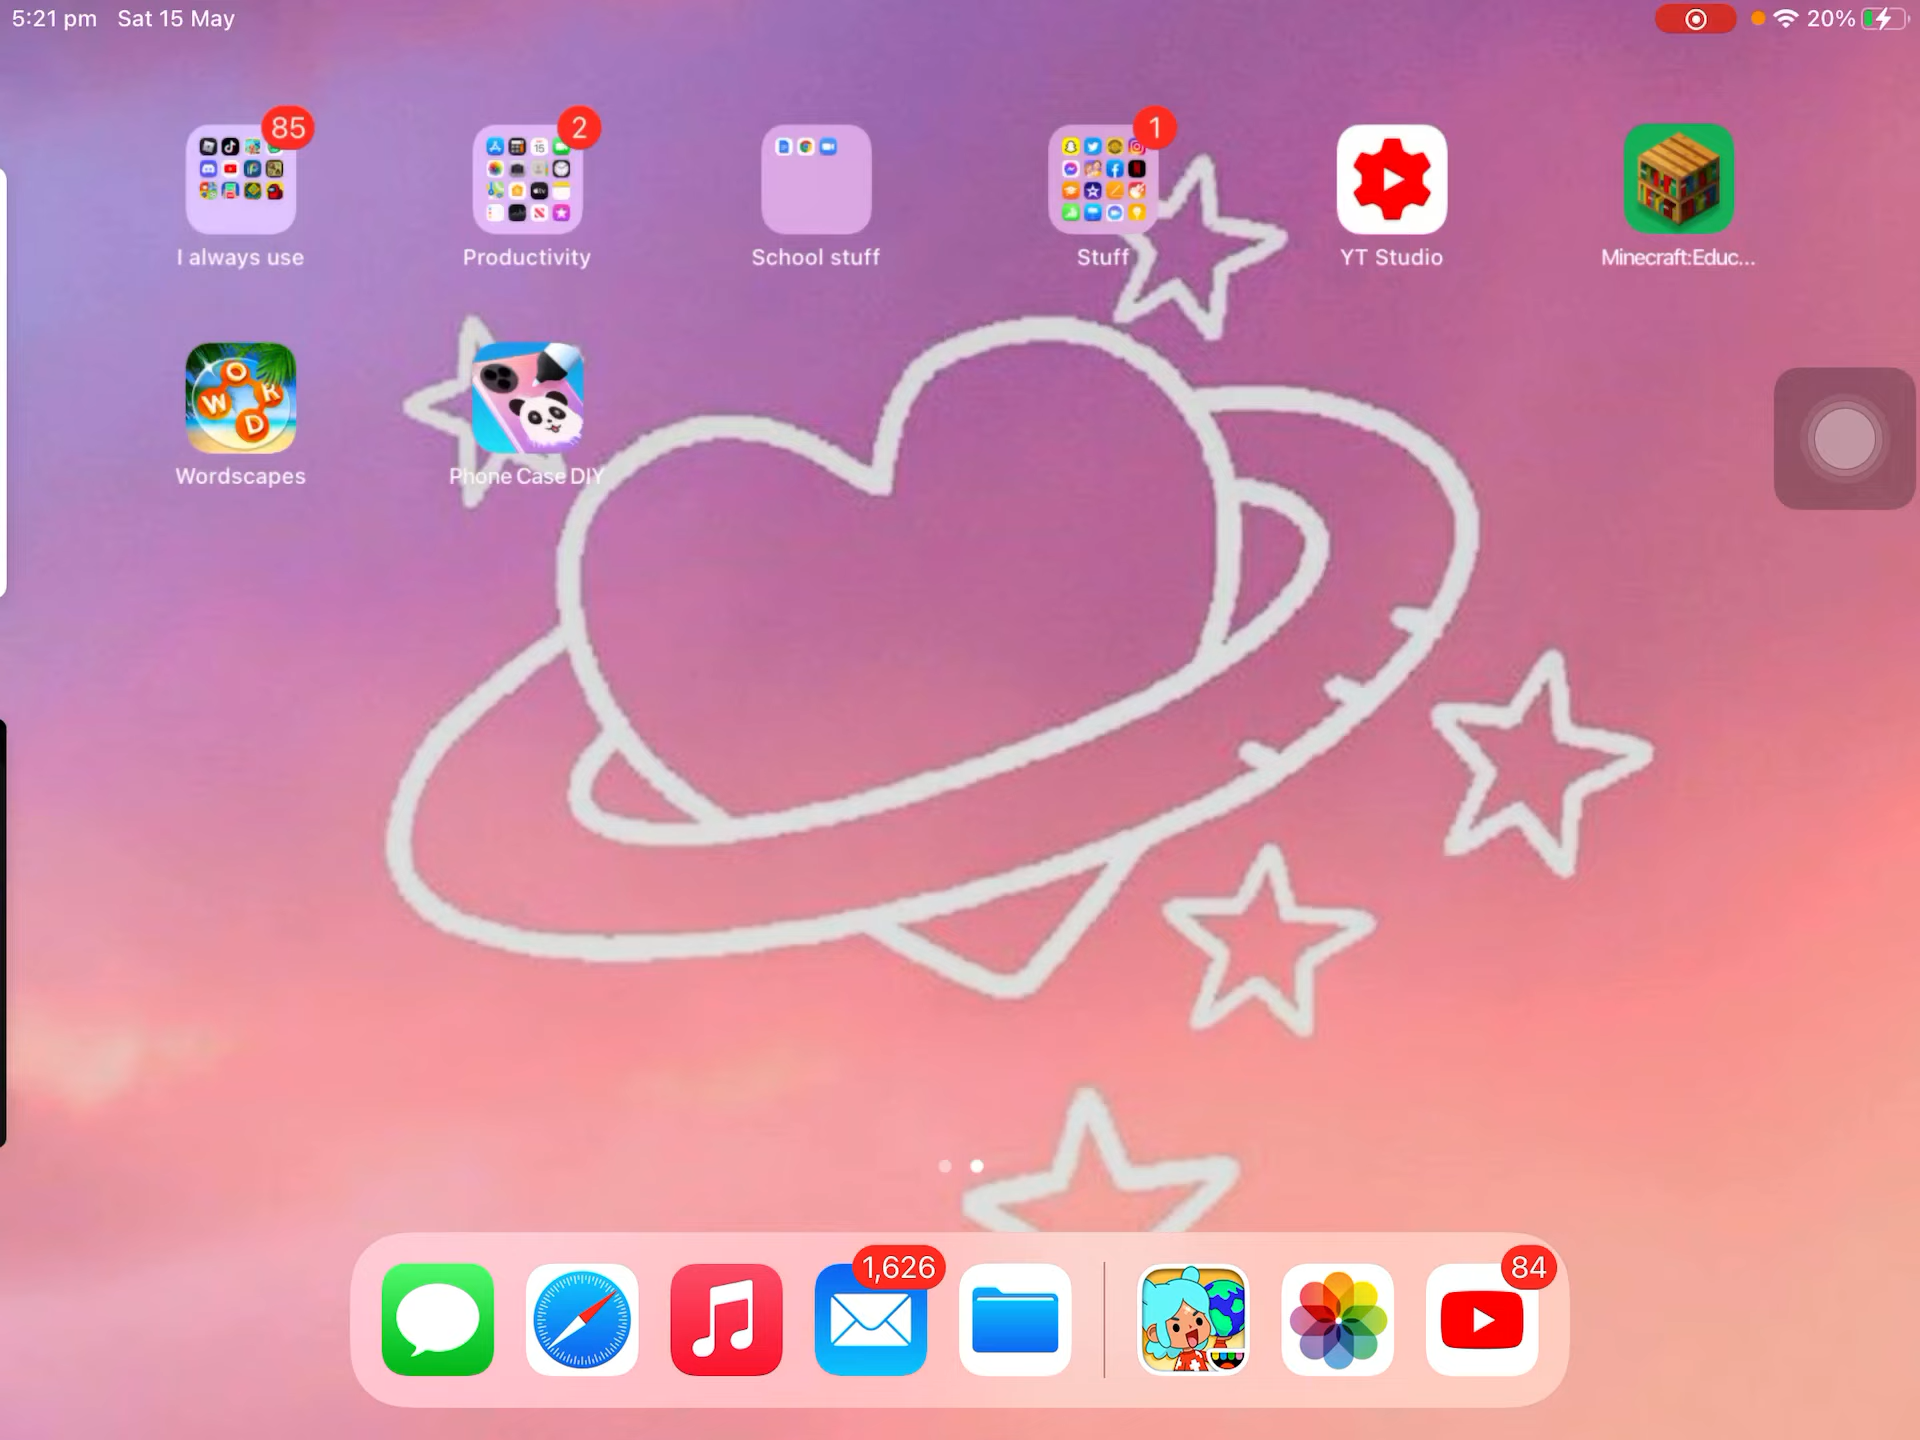 5:21 pm Sat 15 May
20%
85
2
1
I always use
Productivity
School stuff
Stuff
YT Studio
Minecraft:Educ...
15
W O R D
Wordscapes
Phone Case DIY
1,626
84